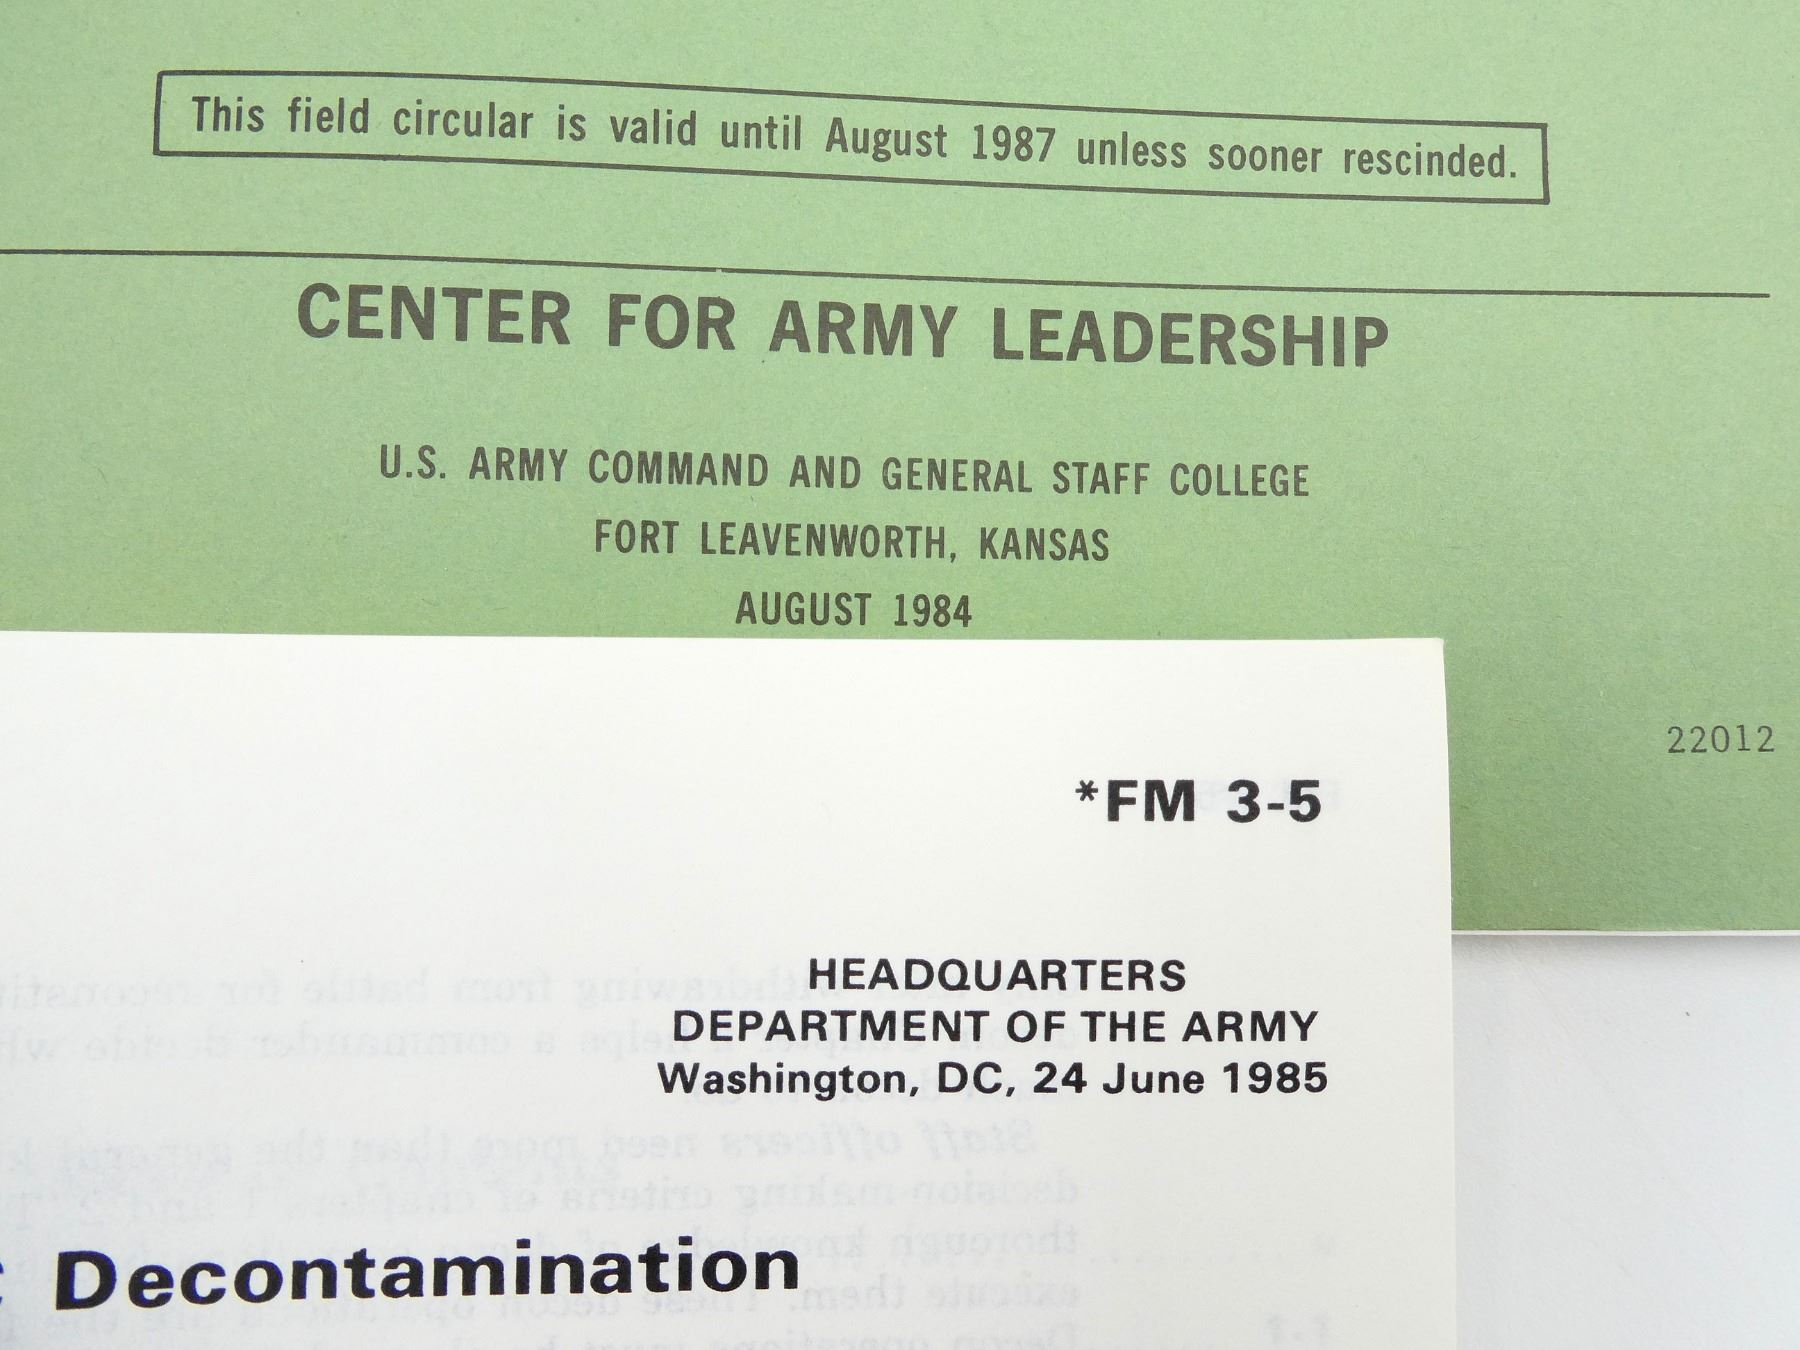 This field circular is valid until August 1987 unless sooner rescinded.
CENTER FOR ARMY LEADERSHIP
U.S. ARMY COMMAND AND GENERAL STAFF COLLEGE
FORT LEAVENWORTH, KANSAS
AUGUST 1984
22012
*FM 3-5
HEADQUARTERS
DEPARTMENT OF THE ARMY
Washington, DC, 24 June 1985
Decontamination